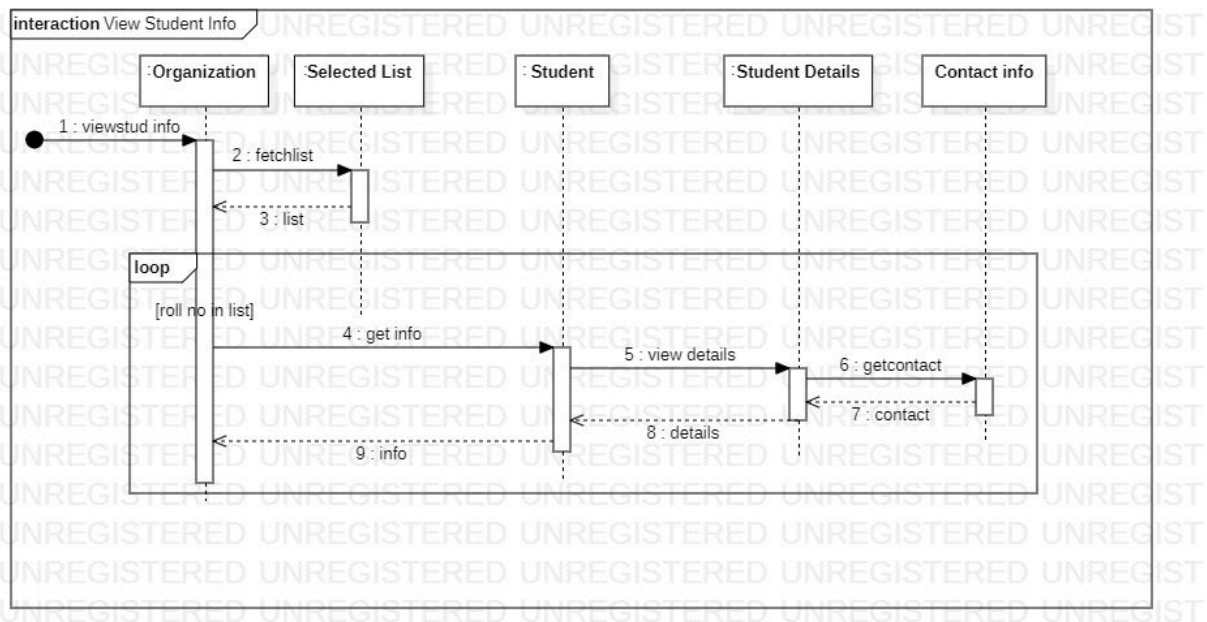 interaction View Student Info
:Organization
:Selected List
: Student
:Student Details
Contact info
1 : viewstud info
2 : fetchlist
3 : list
loop
[roll no in list]
4 : get info
5 : view details
6 : getcontact
7 : contact
8 : details
9 : info
UNREGISTERED UNREGISTERED UNREGISTERED UNREGISTERED UNREGIST